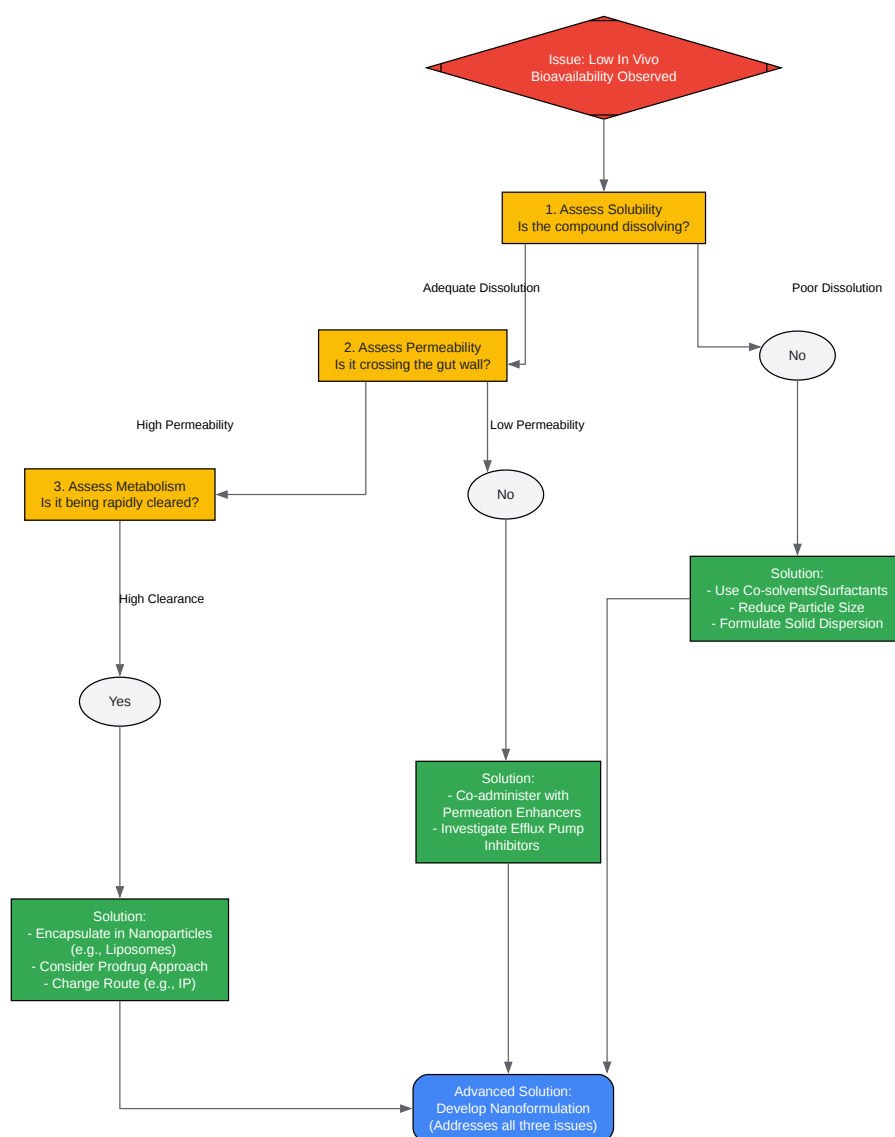 Issue: Low In Vivo
Bioavailability Observed
1. Assess Solubility
Is the compound dissolving?
Adequate Dissolution
Poor Dissolution
2. Assess Permeability
Is it crossing the gut wall?
No
High Permeability
Low Permeability
3. Assess Metabolism
Is it being rapidly cleared?
No
Solution:
- Use Co-solvents/Surfactants
- Reduce Particle Size
- Formulate Solid Dispersion
High Clearance
Yes
Solution:
- Co-administer with
Permeation Enhancers
- Investigate Efflux Pump
Inhibitors
Solution:
- Encapsulate in Nanoparticles
(e.g., Liposomes)
- Consider Prodrug Approach
- Change Route (e.g., IP)
Advanced Solution:
Develop Nanoformulation
(Addresses all three issues)